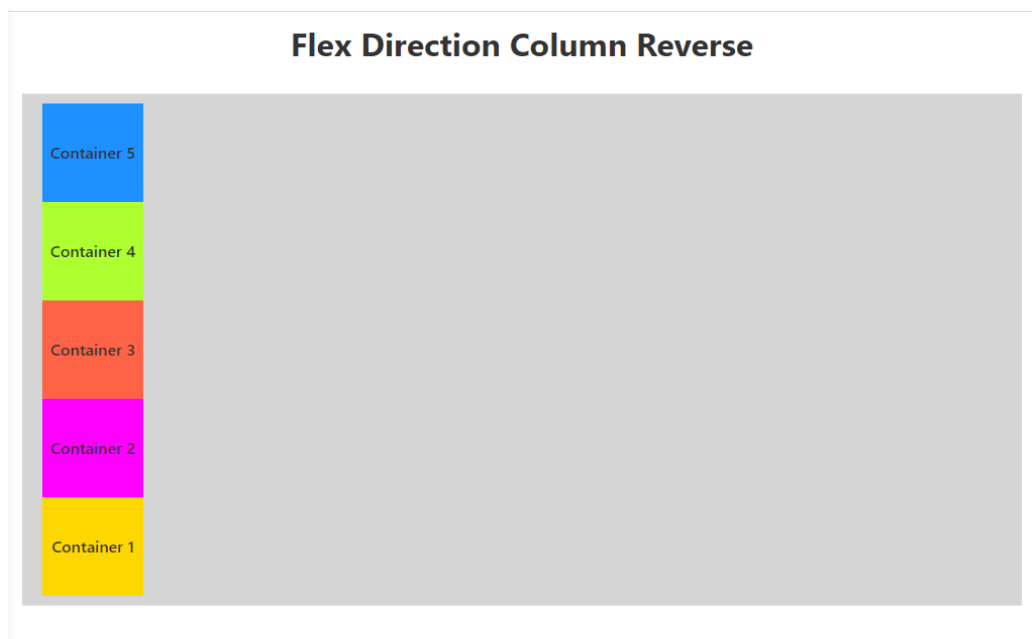 Flex Direction Column Reverse
Container 5
Container 4
Container 3
Container 2
Container 1